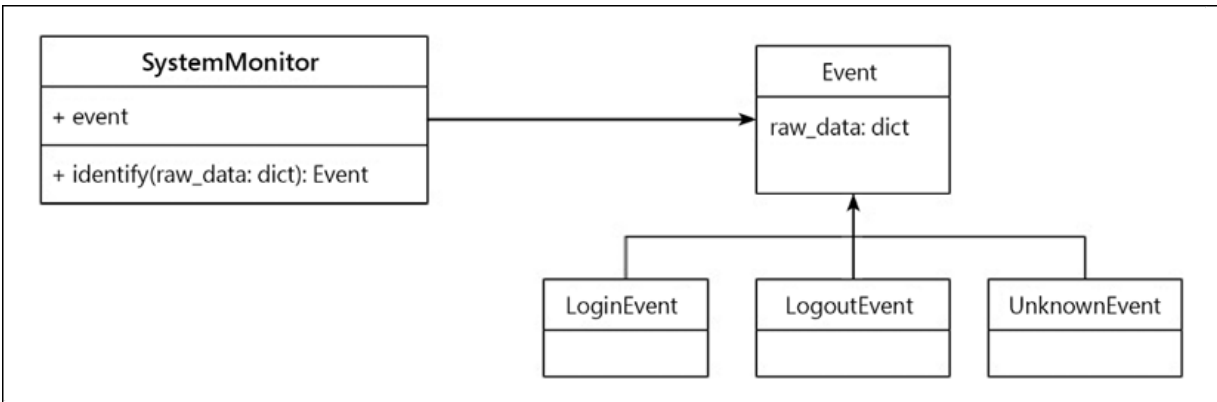 SystemMonitor
+ event
+ identify(raw_data: dict): Event
Event
raw_data: dict
LoginEvent
LogoutEvent
UnknownEvent